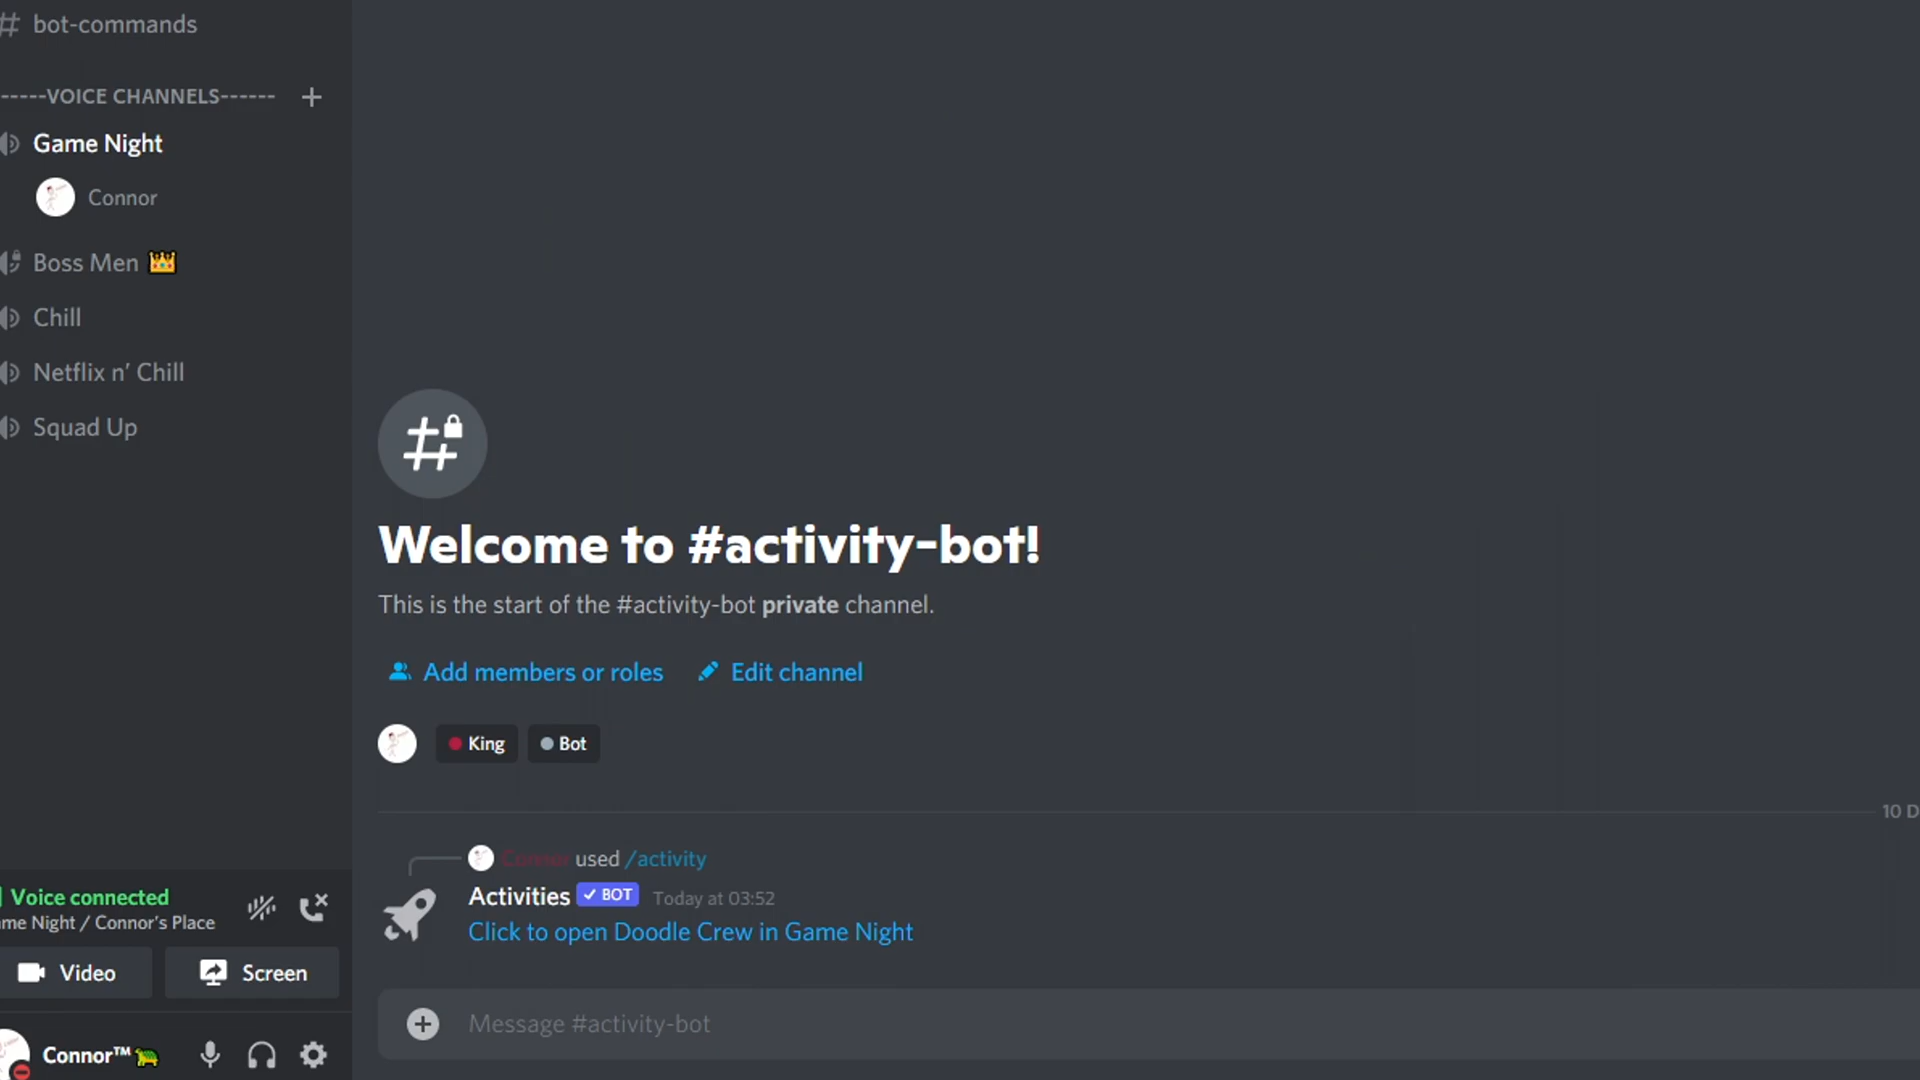 bot-commands
-----VOICE CHANNELS------
Game Night
Connor
Boss Men 👑
Chill
Netflix n’ Chill
Squad Up
Welcome to #activity-bot!
This is the start of the #activity-bot private channel.
Add members or roles Edit channel
King Bot
10 D
Connor used /activity
Activities ✓ BOT Today at 03:52
Click to open Doodle Crew in Game Night
Voice connected
me Night / Connor's Place
Video Screen
Message #activity-bot
Connor™🐢